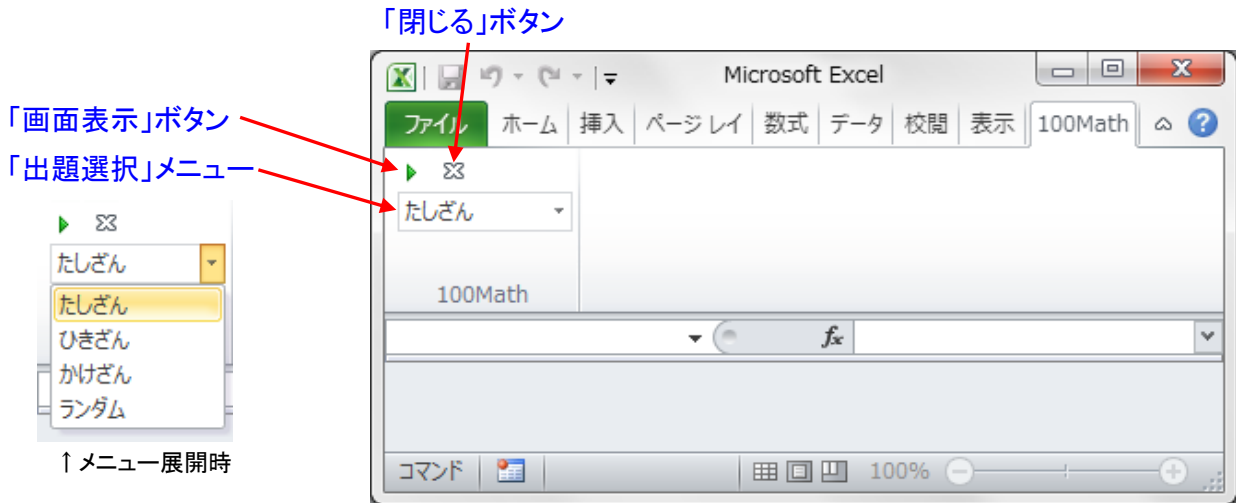 「閉じる」ボタン
Microsoft Excel
「画面表示」ボタン
ファイル ホーム 挿入 ページ レイ 数式 データ 校閲 表示 100Math
「出題選択」メニュー
たしざん
100Math
fx
コマンド 100%
たしざん
たしざん
ひきざん
かけざん
ランダム
↑メニュー展開時